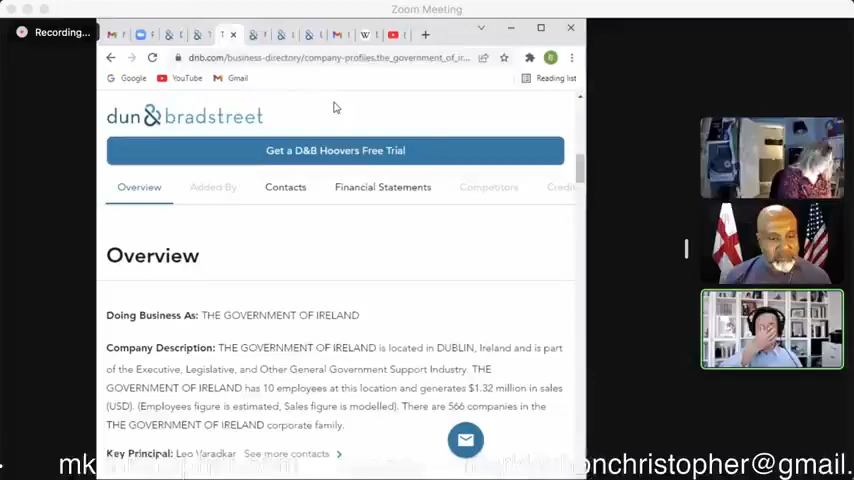 Zoom Meeting
Recording...
dnb.com/business-directory/company-profiles.the_government_of_ir...
Google YouTube Gmail Reading list
dun & bradstreet
Get a D&B Hoovers Free Trial
Overview Added By Contacts Financial Statements Competitors Credit
Overview
Doing Business As: THE GOVERNMENT OF IRELAND
Company Description: THE GOVERNMENT OF IRELAND is located in DUBLIN, Ireland and is part
of the Executive, Legislative, and Other General Government Support Industry. THE
GOVERNMENT OF IRELAND has 10 employees at this location and generates $1.32 million in sales
(USD). (Employees figure is estimated, Sales figure is modelled). There are 566 companies in the
THE GOVERNMENT OF IRELAND corporate family.
Key Principal: Leo Varadkar See more contacts